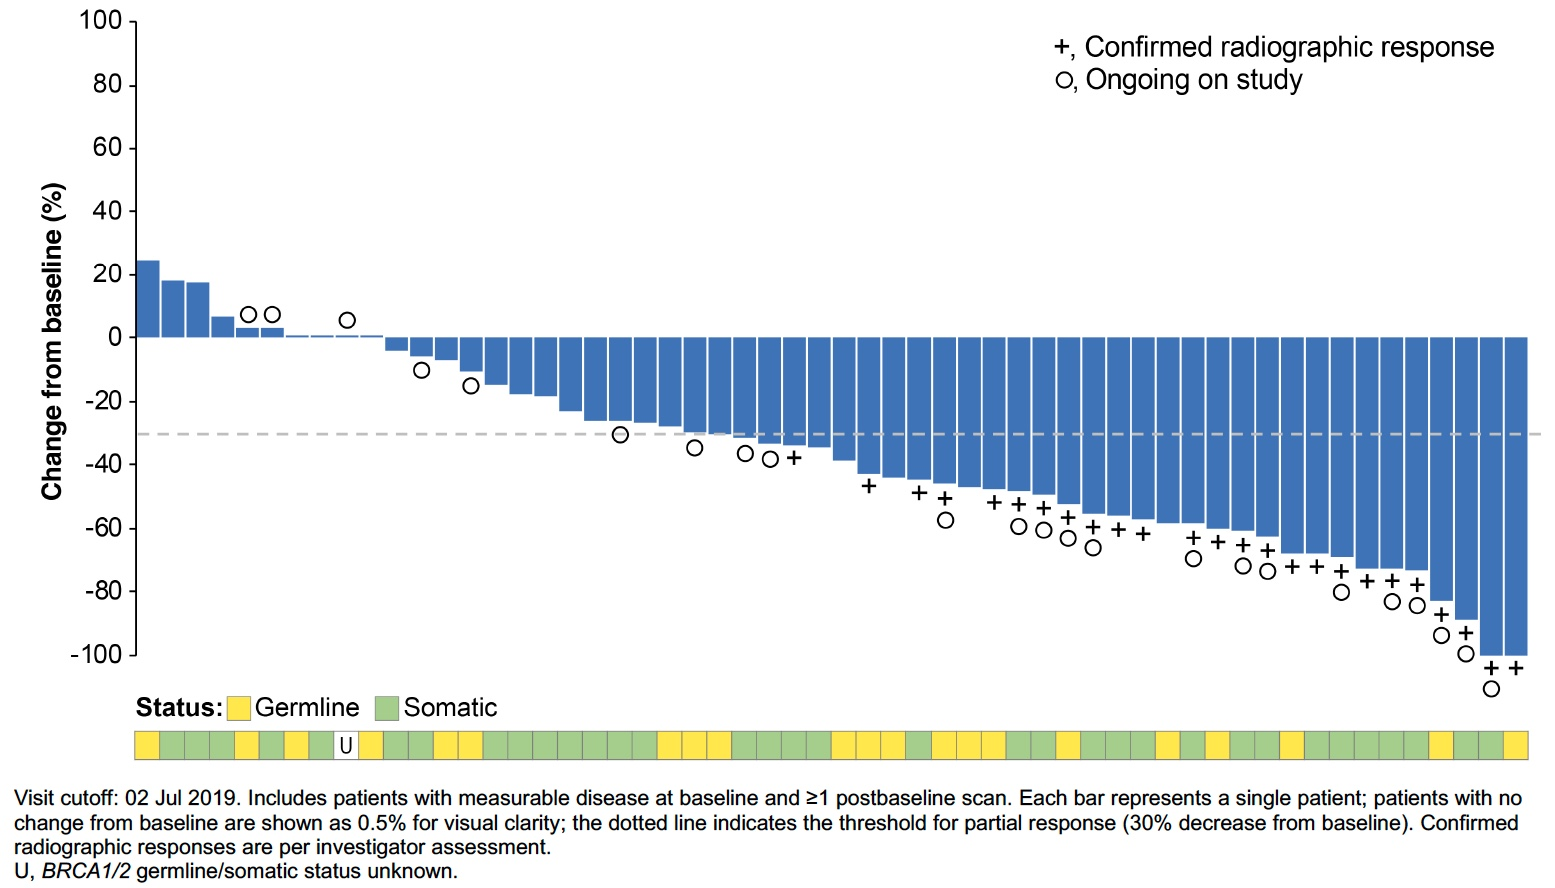 100
80
60
40
20
0
-20
-40
-60
-80
-100
Change from baseline (%)
+, Confirmed radiographic response
O, Ongoing on study
Status: Germline Somatic
U
Visit cutoff: 02 Jul 2019. Includes patients with measurable disease at baseline and ≥1 postbaseline scan. Each bar represents a single patient; patients with no
change from baseline are shown as 0.5% for visual clarity; the dotted line indicates the threshold for partial response (30% decrease from baseline). Confirmed
radiographic responses are per investigator assessment.
U, BRCA1/2 germline/somatic status unknown.